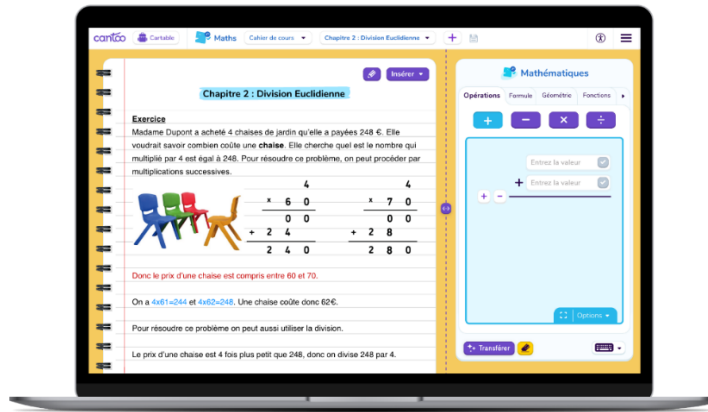 cantoo Cartable Maths Cahier de cours Chapitre 2 : Division Euclidienne
Insérer
Chapitre 2 : Division Euclidienne
Exercice
Madame Dupont a acheté 4 chaises de jardin qu'elle a payées 248 €. Elle
voudrait savoir combien coûte une chaise. Elle cherche quel est le nombre qui
multiplié par 4 est égal à 248. Pour résoudre ce problème, on peut procéder par
multiplications successives.
4 4
x 6 0 x 7 0
0 0 0 0
+ 2 4 + 2 8
2 4 0 2 8 0
Donc le prix d'une chaise est compris entre 60 et 70.
On a 4x61=244 et 4x62=248. Une chaise coûte donc 62€.
Pour résoudre ce problème on peut aussi utiliser la division.
Le prix d'une chaise est 4 fois plus petit que 248, donc on divise 248 par 4.
Mathématiques
Opérations Formule Géométrie Fonctions
+ − × ÷
Entrez la valeur
+ Entrez la valeur
+ −
Options
Transférer